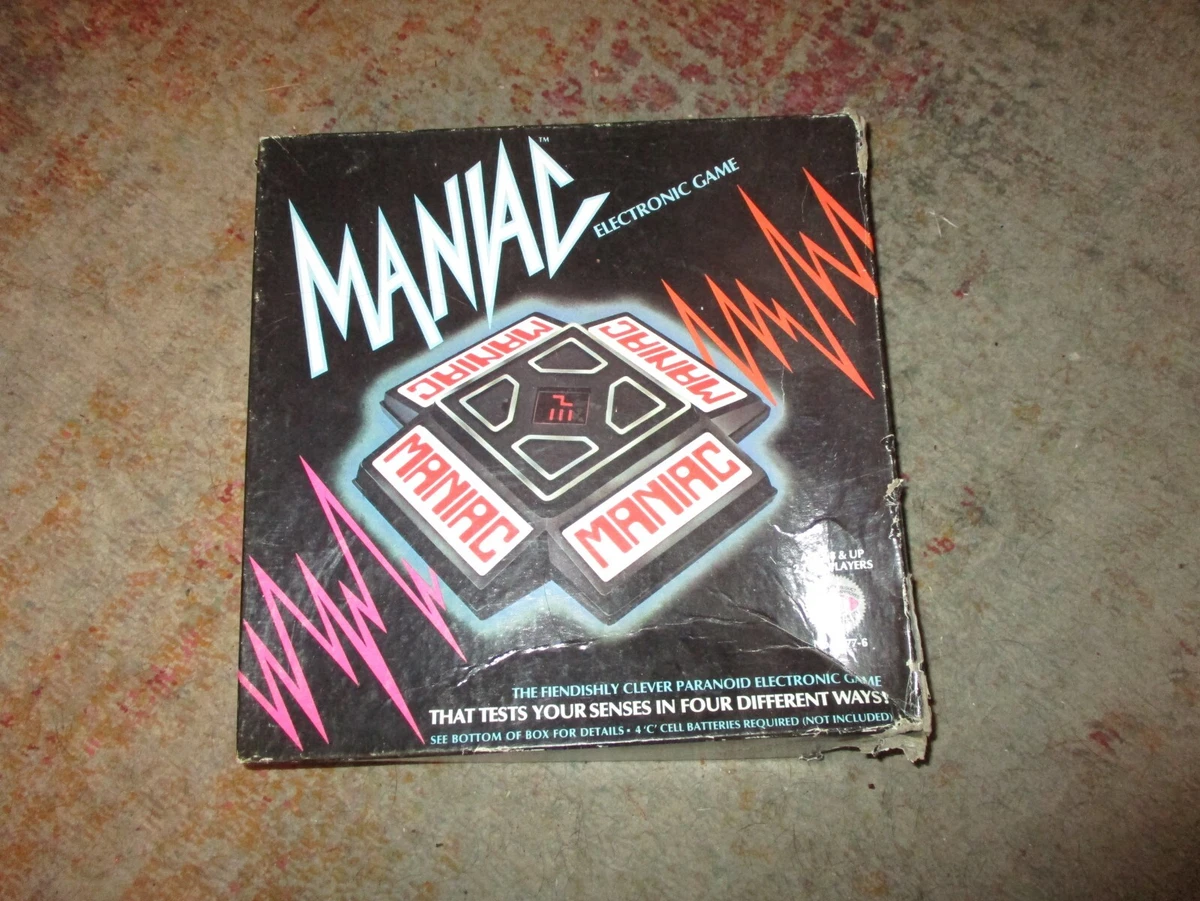 MANIAC™
ELECTRONIC GAME
MANIAC
MANIAC
MANIAC
MANIAC
& UP
THE FIENDISHLY CLEVER PARANOID ELECTRONIC GAME
THAT TESTS YOUR SENSES IN FOUR DIFFERENT WAYS!
SEE BOTTOM OF BOX FOR DETAILS • 4 'C' CELL BATTERIES REQUIRED (NOT INCLUDED)